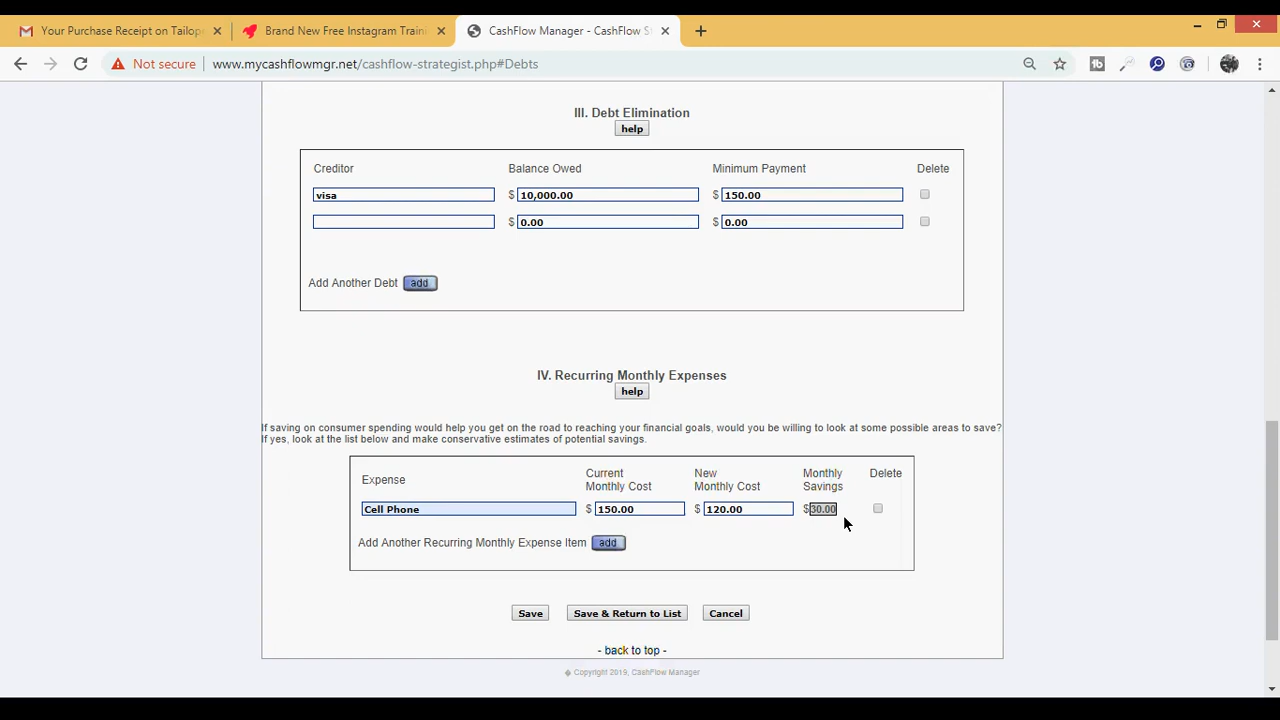 Your Purchase Receipt on Tailope
Brand New Free Instagram Traini
CashFlow Manager - CashFlow S
Not secure www.mycashflowmgr.net/cashflow-strategist.php#Debts
III. Debt Elimination
help
Creditor Balance Owed Minimum Payment Delete
visa $ 10,000.00 $ 150.00
$ 0.00 $ 0.00
Add Another Debt add
IV. Recurring Monthly Expenses
help
If saving on consumer spending would help you get on the road to reaching your financial goals, would you be willing to look at some possible areas to save?
If yes, look at the list below and make conservative estimates of potential savings.
Expense Current Monthly Cost New Monthly Cost Monthly Savings Delete
Cell Phone $ 150.00 $ 120.00 $30.00
Add Another Recurring Monthly Expense Item add
Save Save & Return to List Cancel
- back to top -
� Copyright 2019, CashFlow Manager